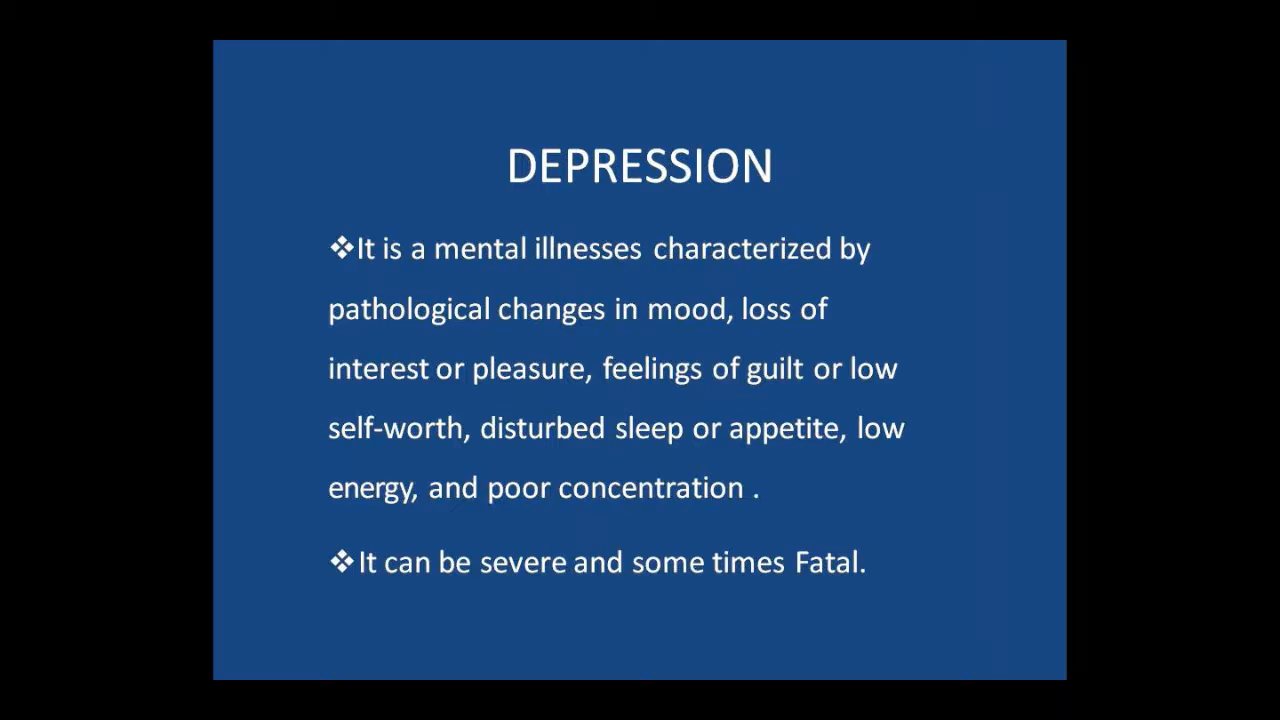 DEPRESSION
❖It is a mental illnesses characterized by
pathological changes in mood, loss of
interest or pleasure, feelings of guilt or low
self-worth, disturbed sleep or appetite, low
energy, and poor concentration .
❖It can be severe and some times Fatal.